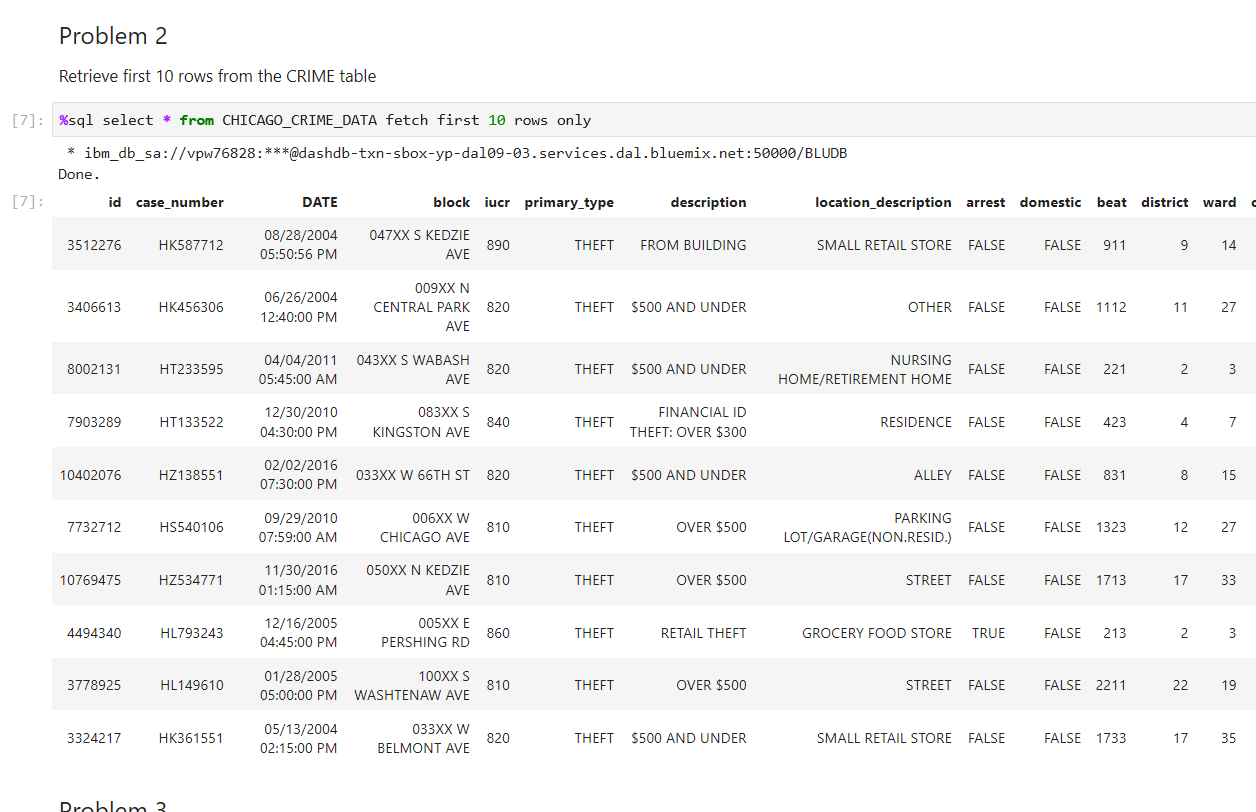 Problem 2
Retrieve first 10 rows from the CRIME table
[7]: %sql select * from CHICAGO_CRIME_DATA fetch first 10 rows only
* ibm_db_sa://vpw76828:***@dashdb-txn-sbox-yp-dal09-03.services.dal.bluemix.net:50000/BLUDB
Done.
[7]: id case_number DATE block iucr primary_type description location_description arrest domestic beat district ward
3512276 HK587712 08/28/2004 05:50:56 PM 047XX S KEDZIE AVE 890 THEFT FROM BUILDING SMALL RETAIL STORE FALSE FALSE 911 9 14
3406613 HK456306 06/26/2004 12:40:00 PM 009XX N CENTRAL PARK AVE 820 THEFT $500 AND UNDER OTHER FALSE FALSE 1112 11 27
8002131 HT233595 04/04/2011 05:45:00 AM 043XX S WABASH AVE 820 THEFT $500 AND UNDER NURSING HOME/RETIREMENT HOME FALSE FALSE 221 2 3
7903289 HT133522 12/30/2010 04:30:00 PM 083XX S KINGSTON AVE 840 THEFT FINANCIAL ID THEFT: OVER $300 RESIDENCE FALSE FALSE 423 4 7
10402076 HZ138551 02/02/2016 07:30:00 PM 033XX W 66TH ST 820 THEFT $500 AND UNDER ALLEY FALSE FALSE 831 8 15
7732712 HS540106 09/29/2010 07:59:00 AM 006XX W CHICAGO AVE 810 THEFT OVER $500 PARKING LOT/GARAGE(NON.RESID.) FALSE FALSE 1323 12 27
10769475 HZ534771 11/30/2016 01:15:00 AM 050XX N KEDZIE AVE 810 THEFT OVER $500 STREET FALSE FALSE 1713 17 33
4494340 HL793243 12/16/2005 04:45:00 PM 005XX E PERSHING RD 860 THEFT RETAIL THEFT GROCERY FOOD STORE TRUE FALSE 213 2 3
3778925 HL149610 01/28/2005 05:00:00 PM 100XX S WASHTENAW AVE 810 THEFT OVER $500 STREET FALSE FALSE 2211 22 19
3324217 HK361551 05/13/2004 02:15:00 PM 033XX W BELMONT AVE 820 THEFT $500 AND UNDER SMALL RETAIL STORE FALSE FALSE 1733 17 35
Problem 3